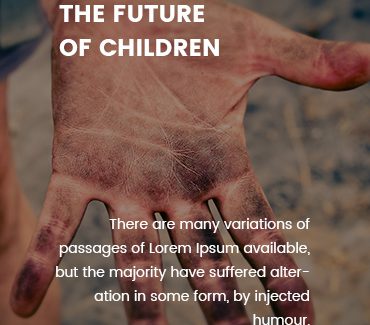 THE FUTURE
OF CHILDREN
There are many variations of
passages of Lorem Ipsum available,
but the majority have suffered alter-
ation in some form, by injected
humour,